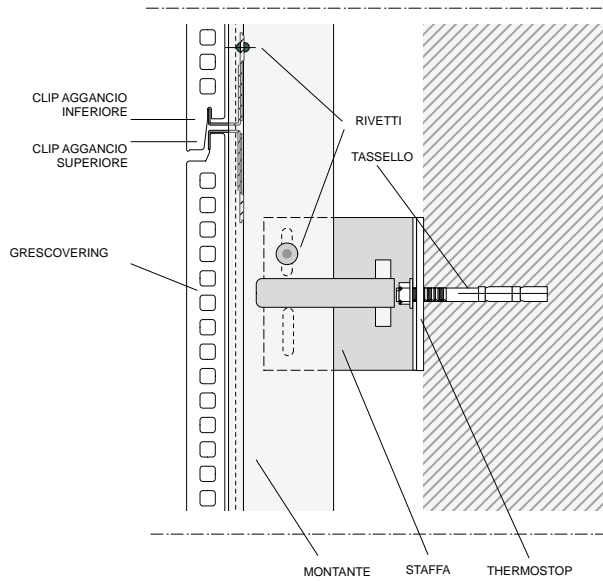 CLIP AGGANCIO
INFERIORE
CLIP AGGANCIO
SUPERIORE
RIVETTI
TASSELLO
GRESCOVERING
MONTANTE
STAFFA
THERMOSTOP